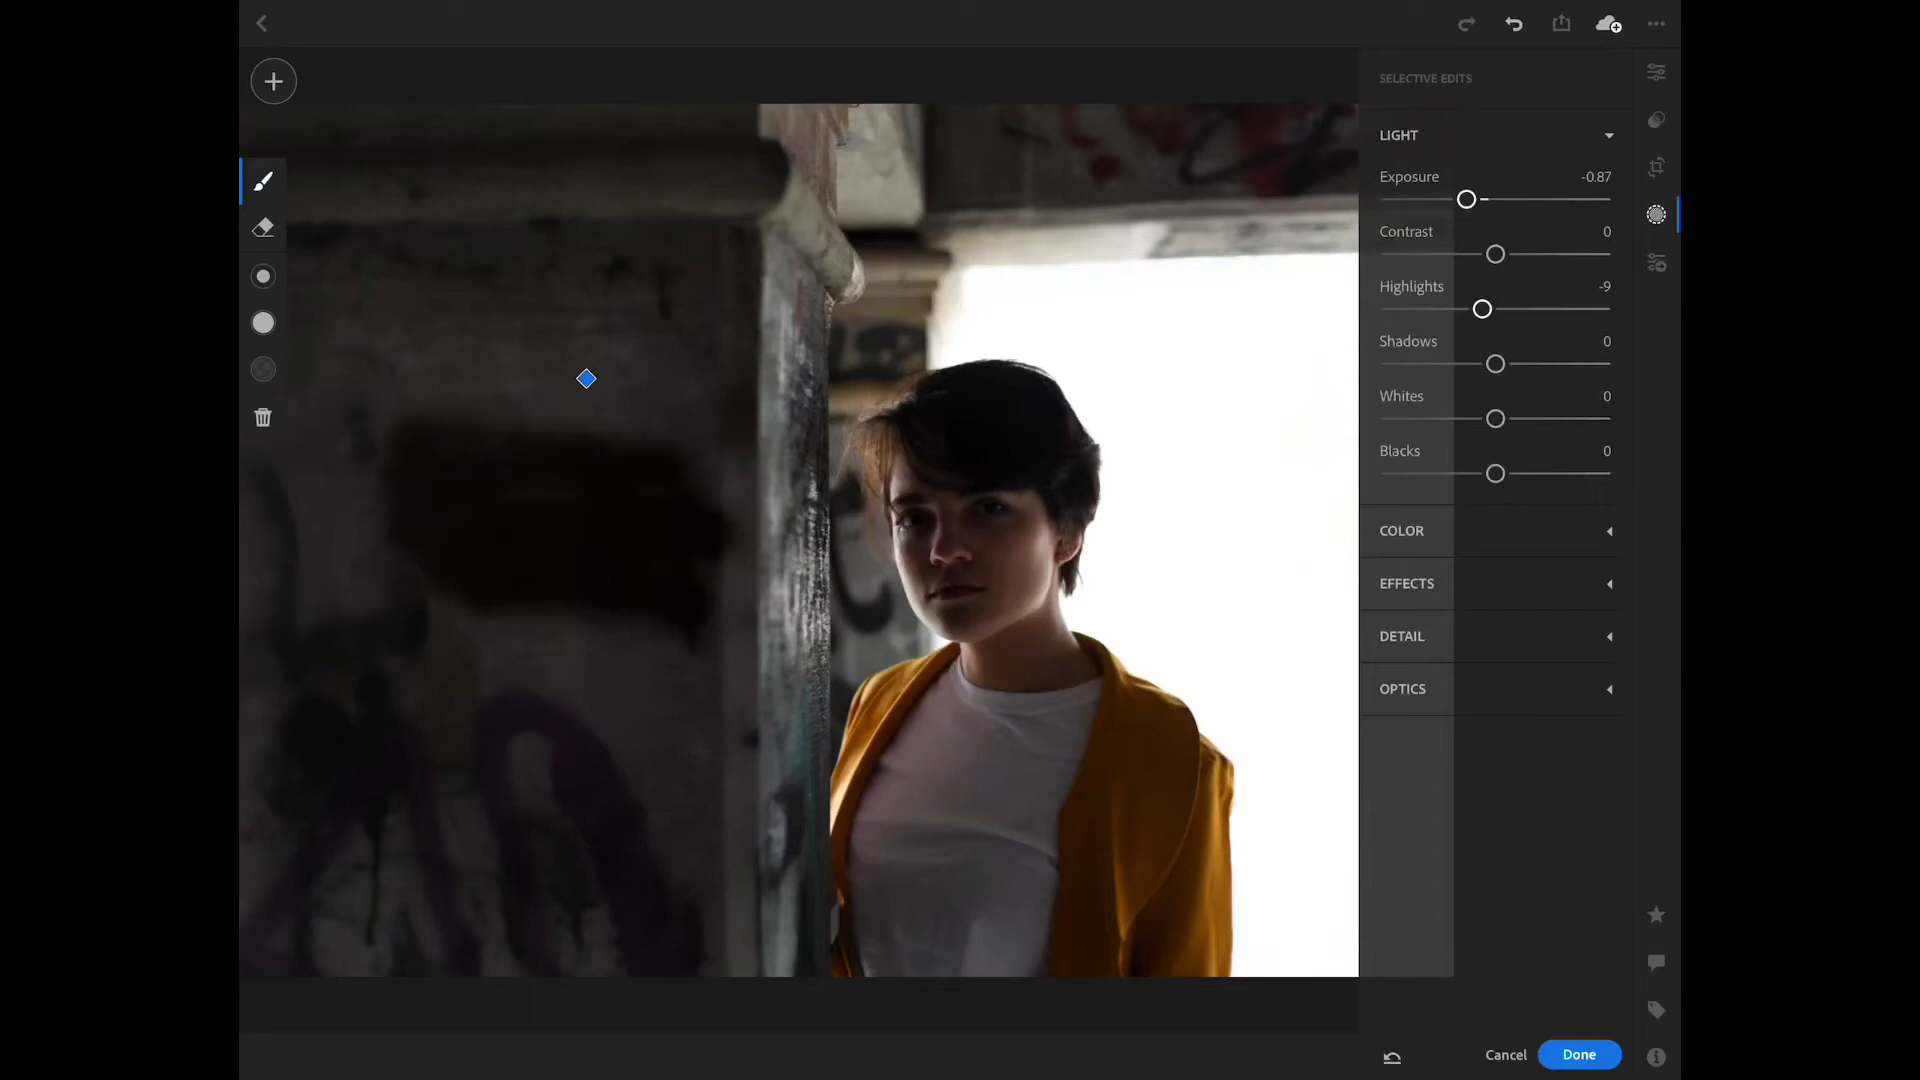 SELECTIVE EDITS
LIGHT
Exposure -0.87
Contrast 0
Highlights -9
Shadows 0
Whites 0
Blacks 0
COLOR
EFFECTS
DETAIL
OPTICS
Cancel Done